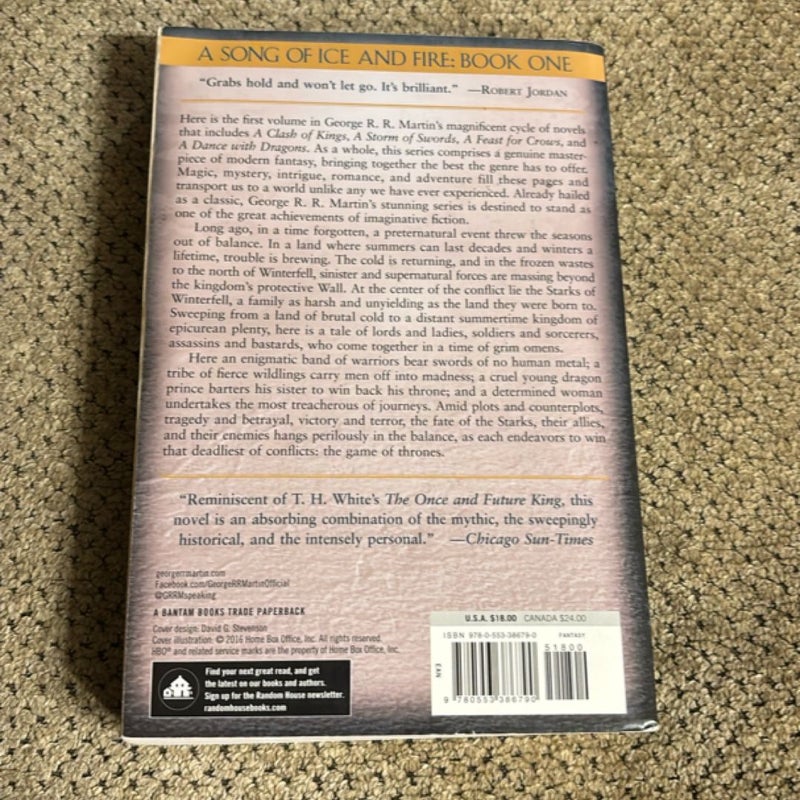 A SONG OF ICE AND FIRE: BOOK ONE
“Grabs hold and won’t let go. It’s brilliant.” —ROBERT JORDAN
Here is the first volume in George R. R. Martin’s magnificent cycle of novels
that includes A Clash of Kings, A Storm of Swords, A Feast for Crows, and
A Dance with Dragons. As a whole, this series comprises a genuine master-
piece of modern fantasy, bringing together the best the genre has to offer.
Magic, mystery, intrigue, romance, and adventure fill these pages and
transport us to a world unlike any we have ever experienced. Already hailed
as a classic, George R. R. Martin’s stunning series is destined to stand as
one of the great achievements of imaginative fiction.
Long ago, in a time forgotten, a preternatural event threw the seasons
out of balance. In a land where summers can last decades and winters a
lifetime, trouble is brewing. The cold is returning, and in the frozen wastes
to the north of Winterfell, sinister and supernatural forces are massing beyond
the kingdom’s protective Wall. At the center of the conflict lie the Starks of
Winterfell, a family as harsh and unyielding as the land they were born to.
Sweeping from a land of brutal cold to a distant summertime kingdom of
epicurean plenty, here is a tale of lords and ladies, soldiers and sorcerers,
assassins and bastards, who come together in a time of grim omens.
Here an enigmatic band of warriors bear swords of no human metal; a
tribe of fierce wildlings carry men off into madness; a cruel young dragon
prince barters his sister to win back his throne; and a determined woman
undertakes the most treacherous of journeys. Amid plots and counterplots,
tragedy and betrayal, victory and terror, the fate of the Starks, their allies,
and their enemies hangs perilously in the balance, as each endeavors to win
that deadliest of conflicts: the game of thrones.
“Reminiscent of T. H. White’s The Once and Future King, this
novel is an absorbing combination of the mythic, the sweepingly
historical, and the intensely personal.” —Chicago Sun-Times
georgerrmartin.com
Facebook.com/GeorgeRRMartinOfficial
@GRRMspeaking
A BANTAM BOOKS TRADE PAPERBACK
Cover design: David G. Stevenson
Cover illustration: © 2016 Home Box Office, Inc. All rights reserved.
HBO® and related service marks are the property of Home Box Office, Inc.
Find your next great read, and get
the latest on our books and authors.
Sign up for the Random House newsletter.
randomhousebooks.com
U.S.A. $18.00 CANADA $24.00
ISBN 978-0-553-38679-0 FANTASY
51800
EAN
9 780553 386790